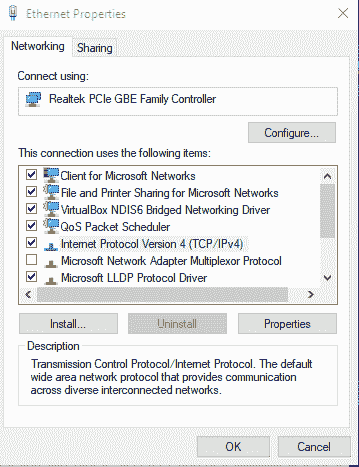 Ethernet Properties
Networking
Sharing
Connect using:
Realtek PCIe GBE Family Controller
Configure...
This connection uses the following items:
Client for Microsoft Networks
File and Printer Sharing for Microsoft Networks
VirtualBox NDIS6 Bridged Networking Driver
QoS Packet Scheduler
Internet Protocol Version 4 (TCP/IPv4)
Microsoft Network Adapter Multiplexor Protocol
Microsoft LLDP Protocol Driver
Install...
Uninstall
Properties
Description
Transmission Control Protocol/Internet Protocol. The default
wide area network protocol that provides communication
across diverse interconnected networks.
OK
Cancel